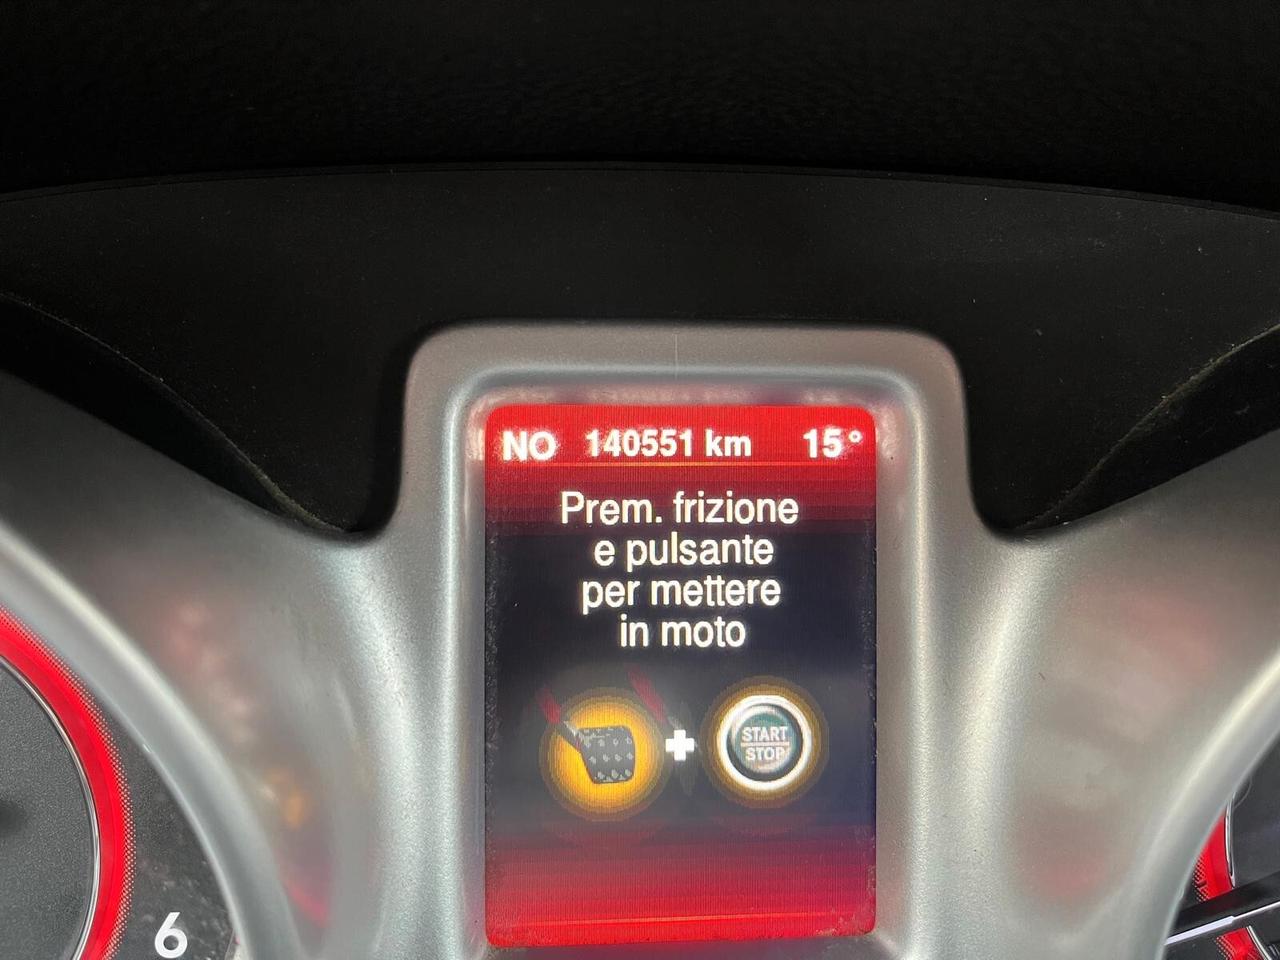 NO 140551 km 15°
Prem. frizione
e pulsante
per mettere
in moto
START
STOP
6